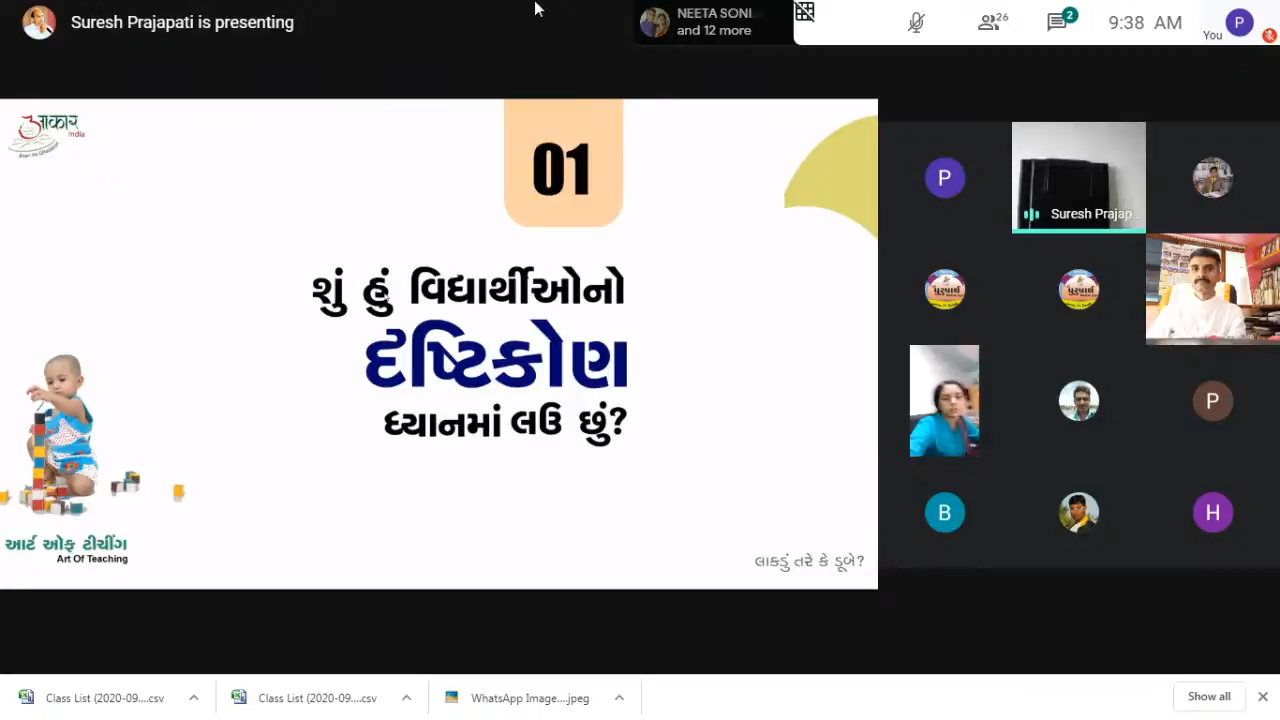 Suresh Prajapati is presenting
NEETA SONI
and 12 more
26
2
9:38 AM
You
P
आकार
India
01
શું હું વિદ્યાર્થીઓનો
દૃષ્ટિકોણ
ધ્યાનમાં લઉં છું?
આર્ટ ઓફ ટીચીંગ
Art Of Teaching
લાકડું તરે કે ડૂબે?
P
Suresh Prajap...
P
B
H
Class List (2020-09....csv
Class List (2020-09....csv
WhatsApp Image....jpeg
Show all